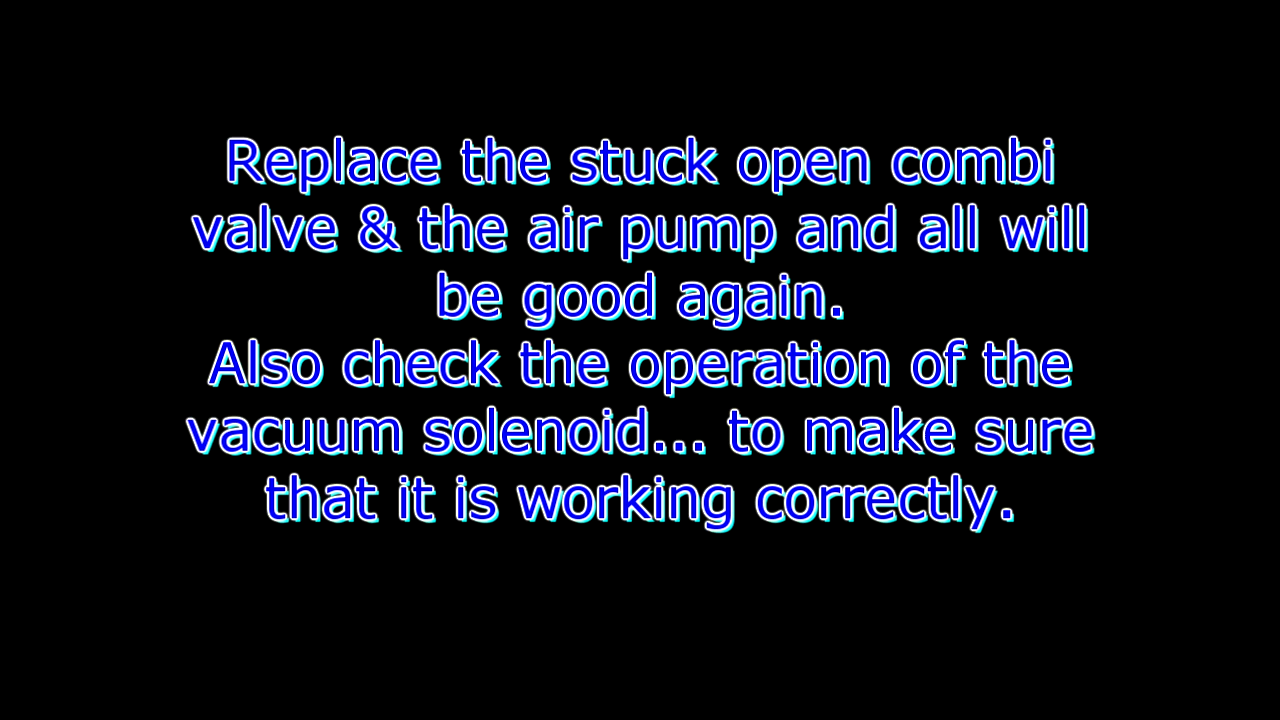 Replace the stuck open combi
valve & the air pump and all will
be good again.
Also check the operation of the
vacuum solenoid... to make sure
that it is working correctly.